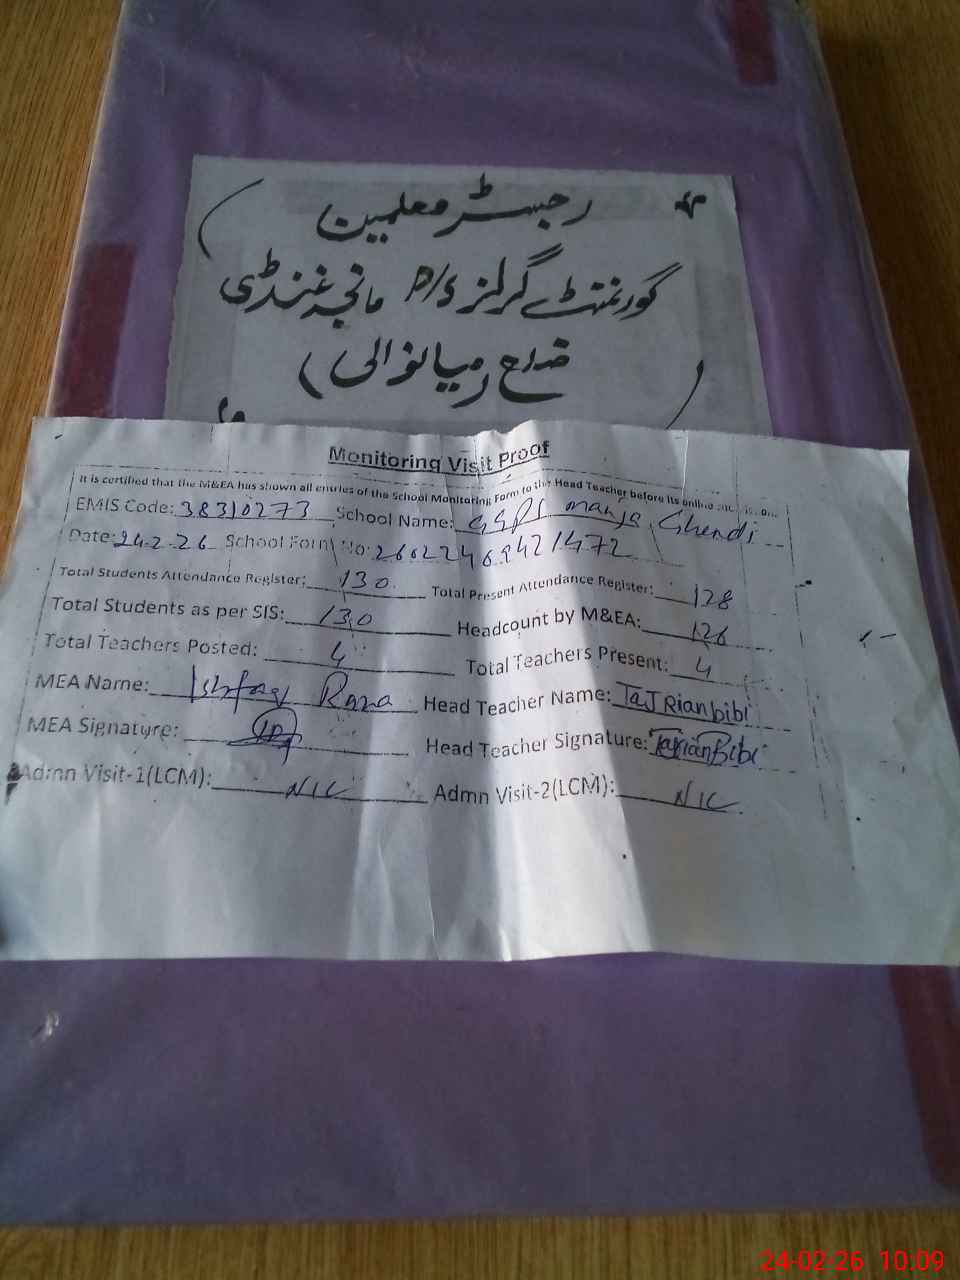 رجسٹر معلمین
گورنمنٹ گرلز P/S مانجہ غنڈی
ضلع (میانوالی)
Monitoring Visit Proof
It is certified that the M&EA has shown all entries of the School Monitoring Form to the Head Teacher before its online
EMIS Code: 38310273 School Name: GGPS manja Ghendi
Date: 24-2-26 School Form No:
Total Students Attendance Register: 130 Total Present Attendance Register: 128
Total Students as per SIS: 130 Headcount by M&EA: 126
Total Teachers Posted: 4 Total Teachers Present: 4
MEA Name: Ishfaq Raza Head Teacher Name: TaJ Rian bibi
MEA Signature: Head Teacher Signature: Tajrian Bibi
Admn Visit-1(LCM): NIL Admn Visit-2(LCM): NIL
24-02-26 10:09